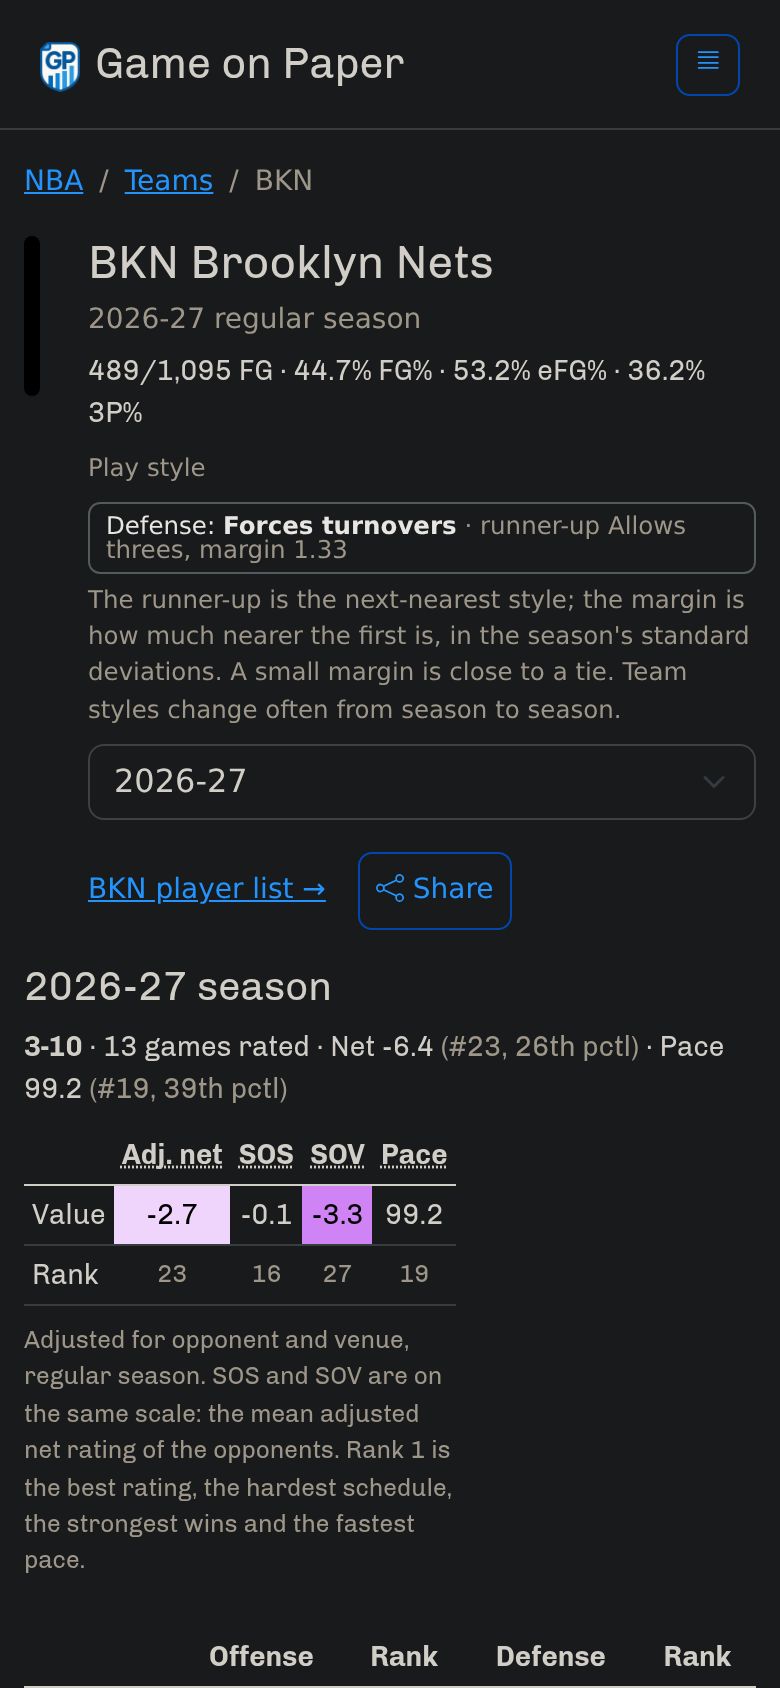 GP Game on Paper
NBA / Teams / BKN
BKN Brooklyn Nets
2026-27 regular season
489/1,095 FG · 44.7% FG% · 53.2% eFG% · 36.2%
3P%
Play style
Defense: Forces turnovers · runner-up Allows
threes, margin 1.33
The runner-up is the next-nearest style; the margin is
how much nearer the first is, in the season's standard
deviations. A small margin is close to a tie. Team
styles change often from season to season.
2026-27
BKN player list → Share
2026-27 season
3-10 · 13 games rated · Net -6.4 (#23, 26th pctl) · Pace
99.2 (#19, 39th pctl)
Adj. net SOS SOV Pace
Value -2.7 -0.1 -3.3 99.2
Rank 23 16 27 19
Adjusted for opponent and venue,
regular season. SOS and SOV are on
the same scale: the mean adjusted
net rating of the opponents. Rank 1 is
the best rating, the hardest schedule,
the strongest wins and the fastest
pace.
Offense Rank Defense Rank